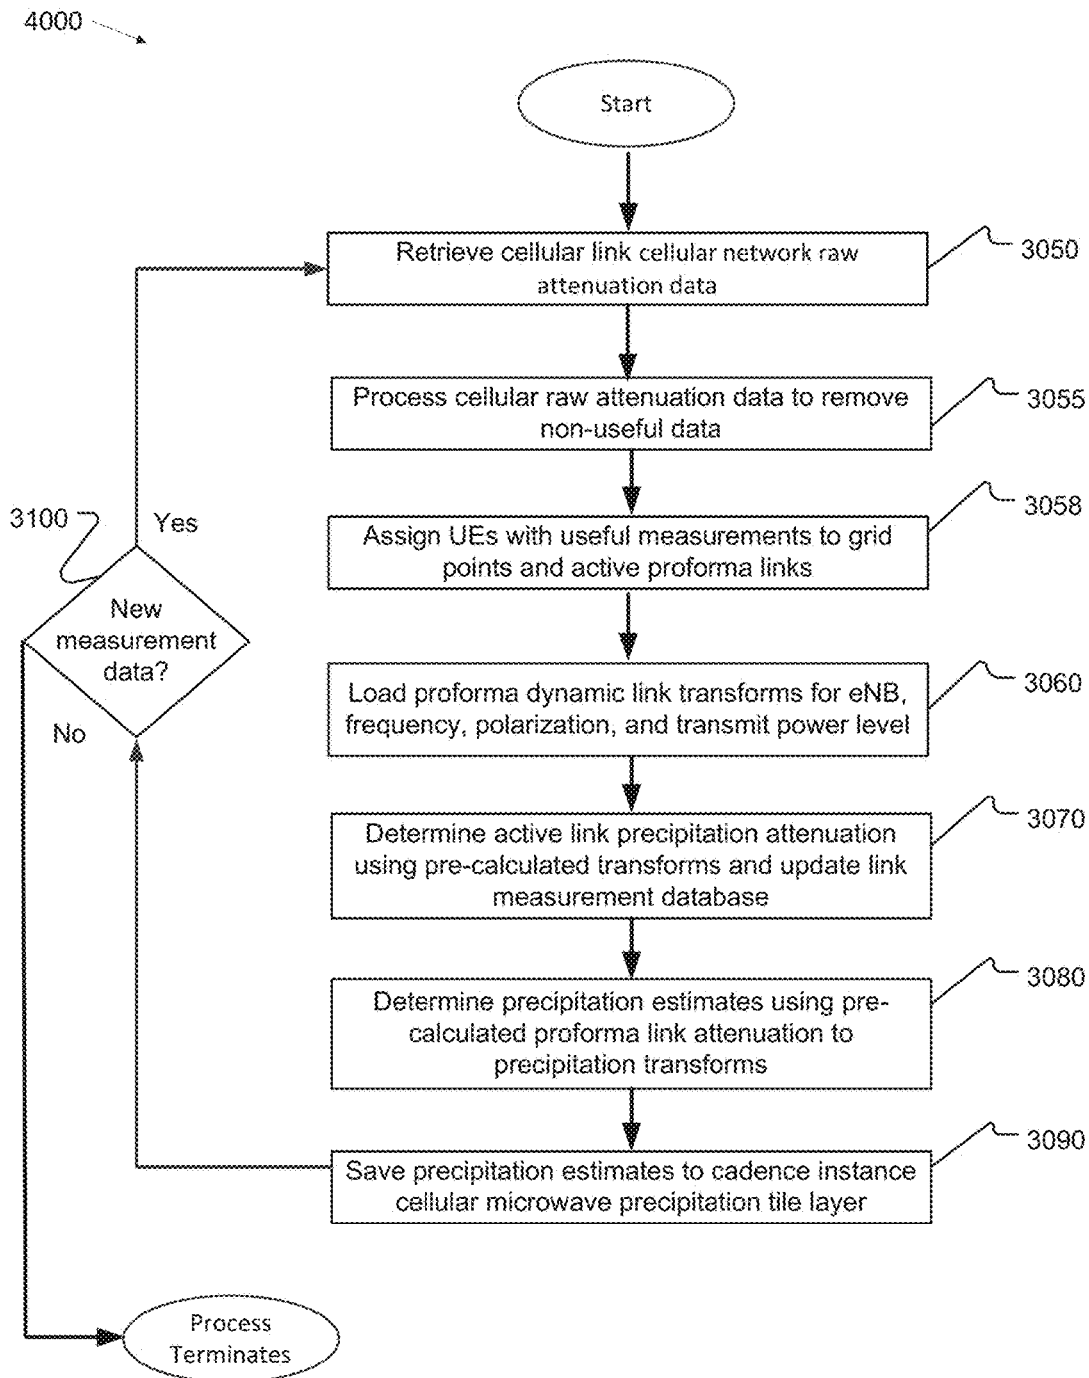 4000
Start
Retrieve cellular link cellular network raw
attenuation data
3050
Process cellular raw attenuation data to remove
non-useful data
3055
Assign UEs with useful measurements to grid
points and active proforma links
3058
3100
Yes
New
measurement
data?
No
Load proforma dynamic link transforms for eNB,
frequency, polarization, and transmit power level
3060
Determine active link precipitation attenuation
using pre-calculated transforms and update link
measurement database
3070
Determine precipitation estimates using pre-
calculated proforma link attenuation to
precipitation transforms
3080
Save precipitation estimates to cadence instance
cellular microwave precipitation tile layer
3090
Process
Terminates